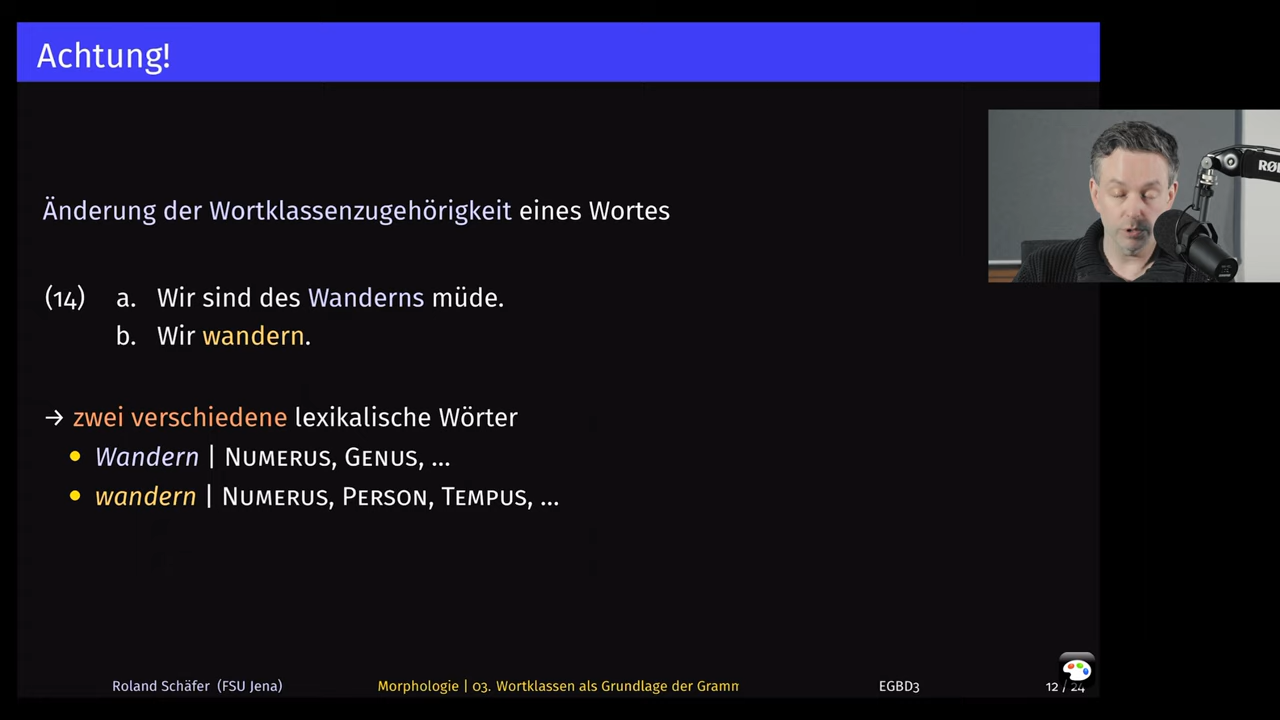 Achtung!
Änderung der Wortklassenzugehörigkeit eines Wortes
(14) a. Wir sind des Wanderns müde.
b. Wir wandern.
→ zwei verschiedene lexikalische Wörter
• Wandern | NUMERUS, GENUS, …
• wandern | NUMERUS, PERSON, TEMPUS, …
Roland Schäfer (FSU Jena) Morphologie | 03. Wortklassen als Grundlage der Gramm EGBD3 12 / 24